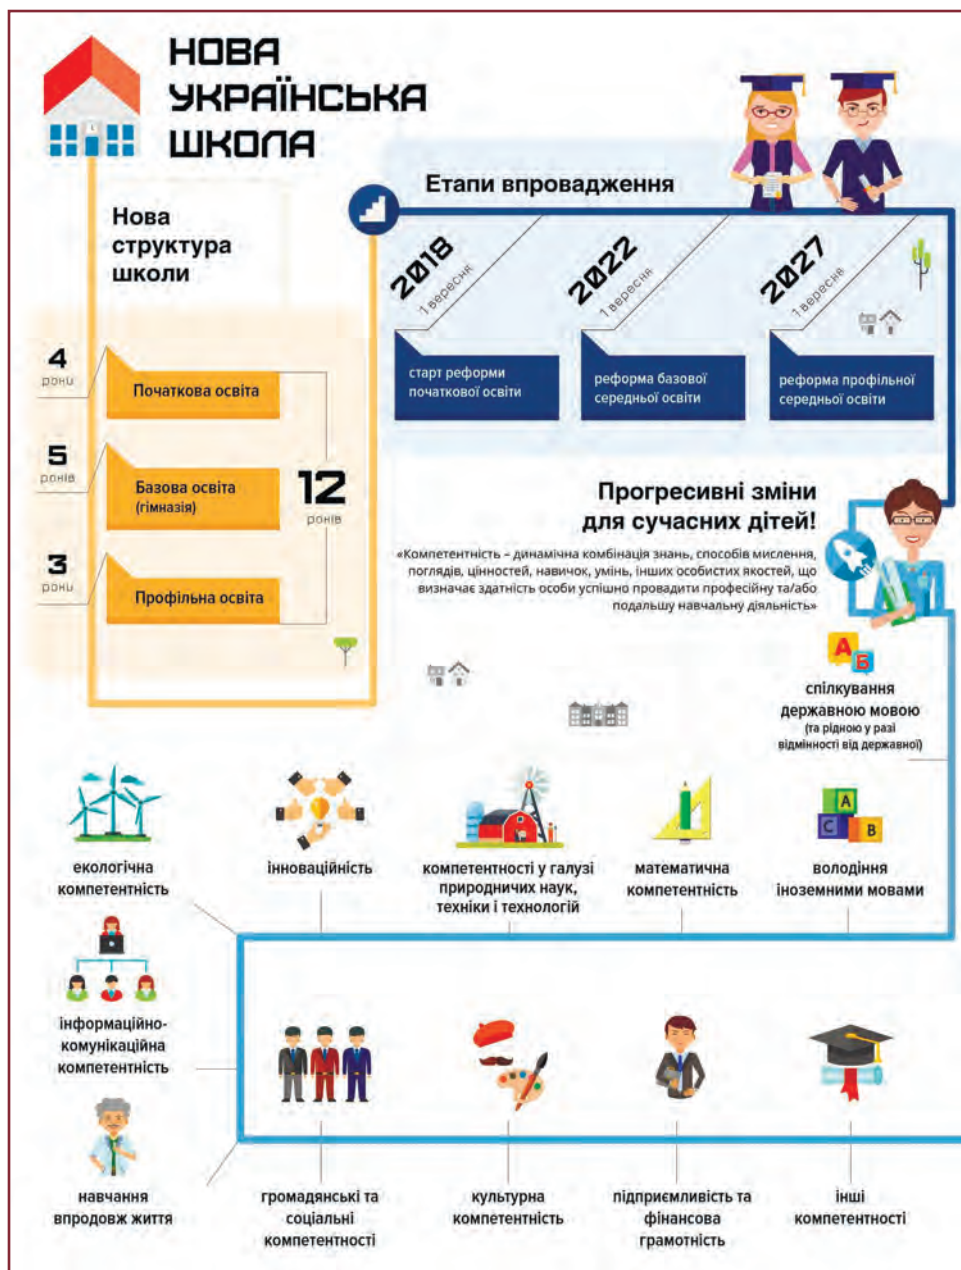 НОВА
УКРАЇНСЬКА
ШКОЛА
Нова
структура
школи
4
роки
Початкова освіта
5
років
Базова освіта
(гімназія)
3
роки
Профільна освіта
12
років
Етапи впровадження
2018
1 вересня
старт реформи
початкової освіти
2022
1 вересня
реформа базової
середньої освіти
2027
1 вересня
реформа профільної
середньої освіти
Прогресивні зміни
для сучасних дітей!
«Компетентність – динамічна комбінація знань, способів мислення,
поглядів, цінностей, навичок, умінь, інших особистих якостей, що
визначає здатність особи успішно провадити професійну та/або
подальшу навчальну діяльність»
А
Б
спілкування
державною мовою
(та рідною у разі
відмінності від державної)
екологічна
компетентність
інноваційність
компетентності у галузі
природничих наук,
техніки і технологій
математична
компетентність
A
C
B
володіння
іноземними мовами
інформаційно-
комунікаційна
компетентність
навчання
впродовж життя
громадянські та
соціальні
компетентності
культурна
компетентність
підприємливість та
фінансова
грамотність
інші
компетентності